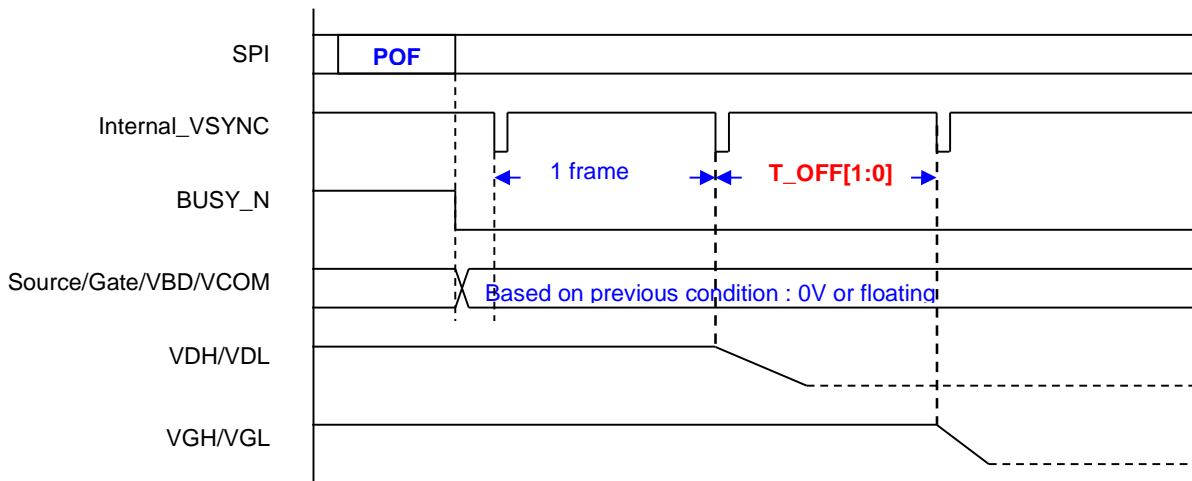 SPI
POF
Internal_VSYNC
1 frame
T_OFF[1:0]
BUSY_N
Source/Gate/VBD/VCOM
Based on previous condition : 0V or floating
VDH/VDL
VGH/VGL